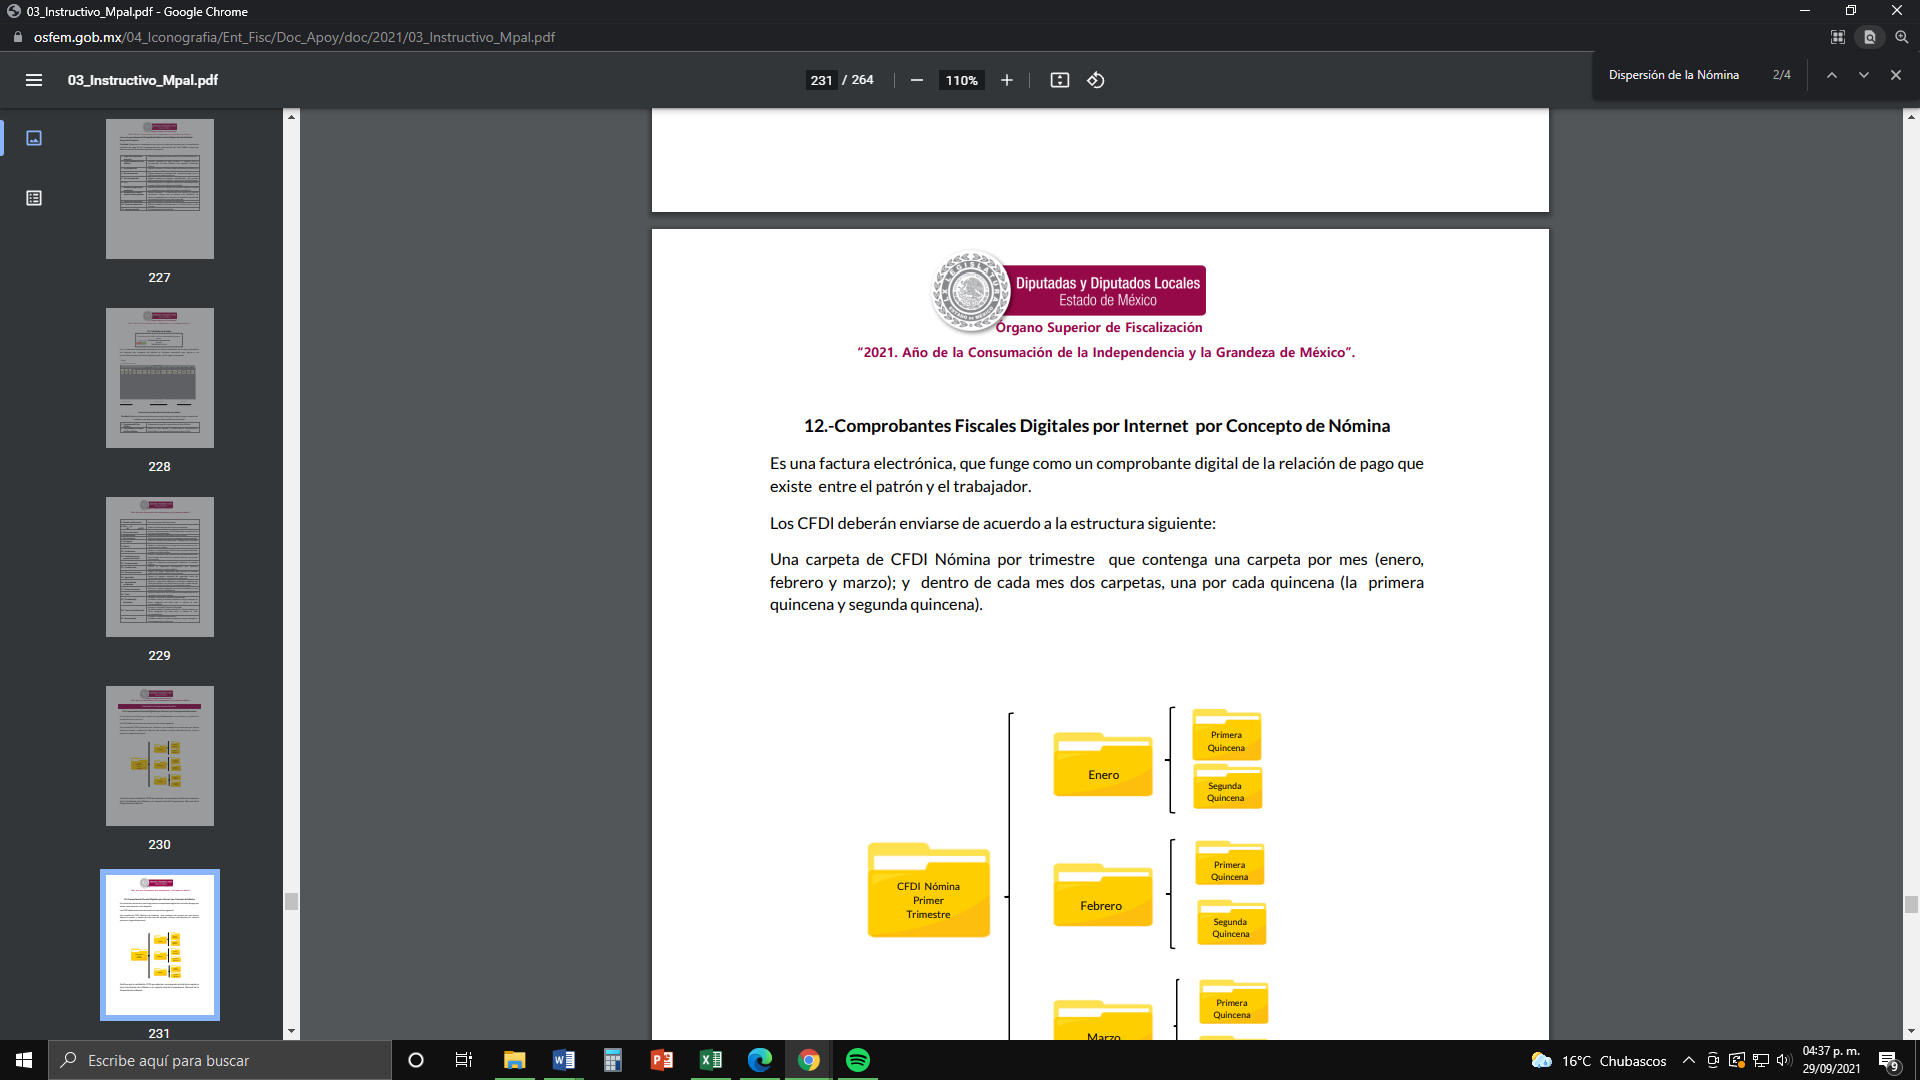 03_Instructivo_Mpal.pdf - Google Chrome
osfem.gob.mx/04_Iconografia/Ent_Fisc/Doc_Apoy/doc/2021/03_Instructivo_Mpal.pdf
03_Instructivo_Mpal.pdf
231 / 264
110%
Dispersión de la Nómina 2/4
227
228
229
230
231
LEGISLATURA
Diputadas y Diputados Locales
Estado de México
Órgano Superior de Fiscalización
“2021. Año de la Consumación de la Independencia y la Grandeza de México”.
12.-Comprobantes Fiscales Digitales por Internet por Concepto de Nómina
Es una factura electrónica, que funge como un comprobante digital de la relación de pago que
existe entre el patrón y el trabajador.
Los CFDI deberán enviarse de acuerdo a la estructura siguiente:
Una carpeta de CFDI Nómina por trimestre que contenga una carpeta por mes (enero,
febrero y marzo); y dentro de cada mes dos carpetas, una por cada quincena (la primera
quincena y segunda quincena).
CFDI Nómina
Primer
Trimestre
Enero
Primera
Quincena
Segunda
Quincena
Febrero
Primera
Quincena
Segunda
Quincena
Marzo
Primera
Quincena
Escribe aquí para buscar
16°C Chubascos
04:37 p. m.
29/09/2021
9